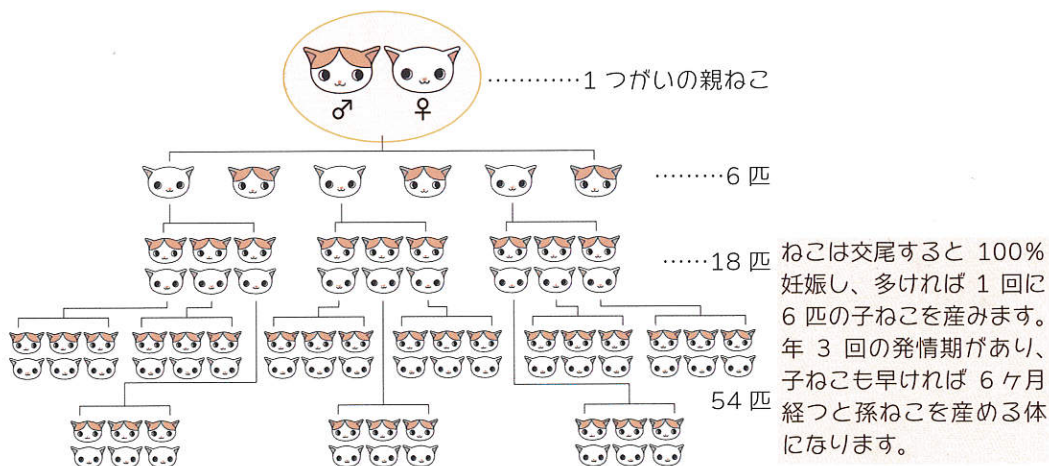 …………1 つがいの親ねこ
♂ ♀
………6 匹
……18 匹
54 匹
ねこは交尾すると 100%
妊娠し、多ければ 1 回に
6 匹の子ねこを産みます。
年 3 回の発情期があり、
子ねこも早ければ 6 ヶ月
経つと孫ねこを産める体
になります。